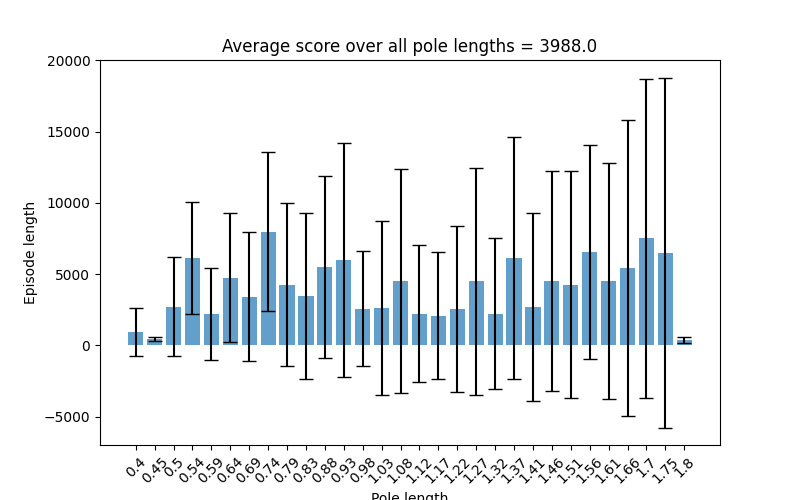 Average score over all pole lengths = 3988.0
20000
15000
10000
5000
0
−5000
Episode length
0.4 0.45 0.5 0.54 0.59 0.64 0.69 0.74 0.79 0.83 0.88 0.93 0.98 1.03 1.08 1.12 1.17 1.22 1.27 1.32 1.37 1.41 1.46 1.51 1.56 1.61 1.66 1.7 1.75 1.8
Pole length